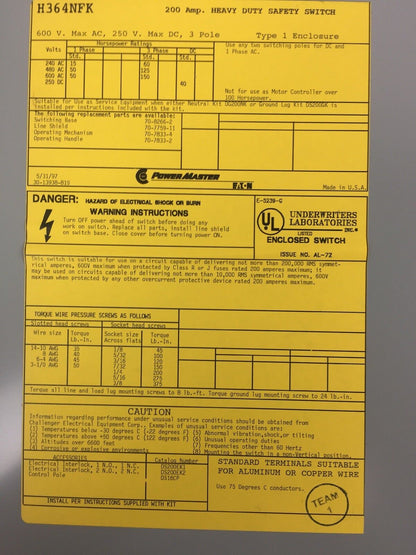 H364NFK
200 Amp. HEAVY DUTY SAFETY SWITCH
600 V. Max AC, 250 V. Max DC, 3 Pole Type 1 Enclosure
Horsepower Ratings
Volts 1 Phase 3 Phase DC
Std. Std. Std.
240 AC 15 60
480 AC 50 125
600 AC 50 150
250 DC 40
Use any two switching poles for DC and
1 Phase AC.
Not for use as Motor Controller over
100 Horsepower.
Suitable for Use as Service Equipment when either Neutral Kit DG200NK or Ground Lug Kit DS200GK is
installed per instructions included with the kit.
The following replacement parts are available:
Switching Base 70-8266-2
Line Shield 70-7759-11
Operating Mechanism 70-7833-4
Operating Handle 70-7833-2
5/31/97
30-13938-B19
POWERMASTER
EATON
Made in U.S.A.
DANGER: HAZARD OF ELECTRICAL SHOCK OR BURN
WARNING INSTRUCTIONS
Turn OFF power ahead of switch before doing any
work on switch. Replace all parts, install line shield
on switch base. Close cover before turning power ON.
E-5239-G
UL
UNDERWRITERS
LABORATORIES
INC.®
LISTED
ENCLOSED SWITCH
ISSUE NO. AL-72
This switch is suitable for use on a circuit capable of delivering not more than 200,000 RMS symmet-
rical amperes, 600V maximum when protected by Class R or J fuses rated 200 amperes maximum; it
may be used on circuits capable of delivering not more than 10,000 RMS symmetrical amperes, 600V
maximum when protected by any other overcurrent protective device rated 200 amperes maximum.
TORQUE WIRE PRESSURE SCREWS AS FOLLOWS
Slotted head screws Socket head screws
Wire size Torque Lb.-In. Socket size Across flats Torque Lb.-In.
14-10 AWG 35 1/8 45
8 AWG 40 5/32 100
6-4 AWG 45 3/16 120
3-1/0 AWG 50 7/32 150
1/4 200
5/16 275
3/8 375
Torque all line and load lug mounting screws to 8 lb.-ft. Torque ground lug mounting screw to 24 lb.-in.
CAUTION
Information regarding performance under unusual service conditions should be obtained from
Challenger Electrical Equipment Corp.. Examples of unusual service conditions are:
(1) Temperatures below -30 degrees C (-22 degrees F)
(2) Temperatures above +50 degrees C (122 degrees F)
(3) Altitudes over 6600 feet
(4) Corrosive or explosive environments
(5) Abnormal vibration, shock, or tilting
(6) Unusual operating duties
(7) Frequencies other than 60 Hertz
(8) Mounting the switch in a non-Vertical position.
ACCESSORIES Catalog Number
Electrical Interlock, 1 N.O., 1 N.C. DS200EK1
Electrical Interlock, 2 N.O., 2 N.C. DS200EK2
Control Pole DS16CP
INSTALL PER INSTRUCTIONS SUPPLIED WITH KIT
STANDARD TERMINALS SUITABLE
FOR ALUMINUM OR COPPER WIRE
Use 75 Degrees C conductors.
TEAM
1